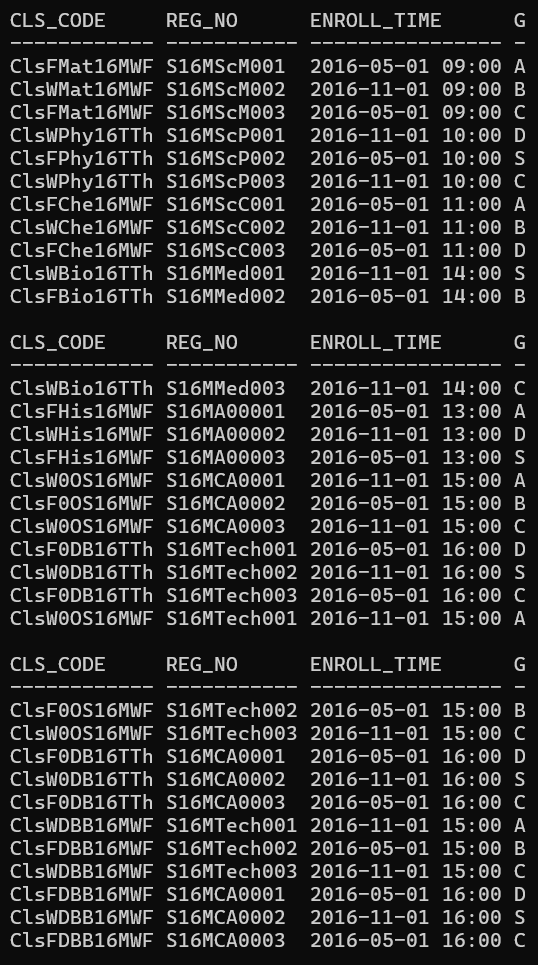 CLS_CODE     REG_NO      ENROLL_TIME      G
------------ ----------- ---------------- -
ClsFMat16MWF S16MScM001  2016-05-01 09:00 A
ClsWMat16MWF S16MScM002  2016-11-01 09:00 B
ClsFMat16MWF S16MScM003  2016-05-01 09:00 C
ClsWPhy16TTh S16MScP001  2016-11-01 10:00 D
ClsFPhy16TTh S16MScP002  2016-05-01 10:00 S
ClsWPhy16TTh S16MScP003  2016-11-01 10:00 C
ClsFChe16MWF S16MScC001  2016-05-01 11:00 A
ClsWChe16MWF S16MScC002  2016-11-01 11:00 B
ClsFChe16MWF S16MScC003  2016-05-01 11:00 D
ClsWBio16TTh S16MMed001  2016-11-01 14:00 S
ClsFBio16TTh S16MMed002  2016-05-01 14:00 B

CLS_CODE     REG_NO      ENROLL_TIME      G
------------ ----------- ---------------- -
ClsWBio16TTh S16MMed003  2016-11-01 14:00 C
ClsFHis16MWF S16MA00001  2016-05-01 13:00 A
ClsWHis16MWF S16MA00002  2016-11-01 13:00 D
ClsFHis16MWF S16MA00003  2016-05-01 13:00 S
ClsW0OS16MWF S16MCA0001  2016-11-01 15:00 A
ClsF0OS16MWF S16MCA0002  2016-05-01 15:00 B
ClsW0OS16MWF S16MCA0003  2016-11-01 15:00 C
ClsF0DB16TTh S16MTech001 2016-05-01 16:00 D
ClsW0DB16TTh S16MTech002 2016-11-01 16:00 S
ClsF0DB16TTh S16MTech003 2016-05-01 16:00 C
ClsW0OS16MWF S16MTech001 2016-11-01 15:00 A

CLS_CODE     REG_NO      ENROLL_TIME      G
------------ ----------- ---------------- -
ClsF0OS16MWF S16MTech002 2016-05-01 15:00 B
ClsW0OS16MWF S16MTech003 2016-11-01 15:00 C
ClsF0DB16TTh S16MCA0001  2016-05-01 16:00 D
ClsW0DB16TTh S16MCA0002  2016-11-01 16:00 S
ClsF0DB16TTh S16MCA0003  2016-05-01 16:00 C
ClsWDBB16MWF S16MTech001 2016-11-01 15:00 A
ClsFDBB16MWF S16MTech002 2016-05-01 15:00 B
ClsWDBB16MWF S16MTech003 2016-11-01 15:00 C
ClsFDBB16MWF S16MCA0001  2016-05-01 16:00 D
ClsWDBB16MWF S16MCA0002  2016-11-01 16:00 S
ClsFDBB16MWF S16MCA0003  2016-05-01 16:00 C